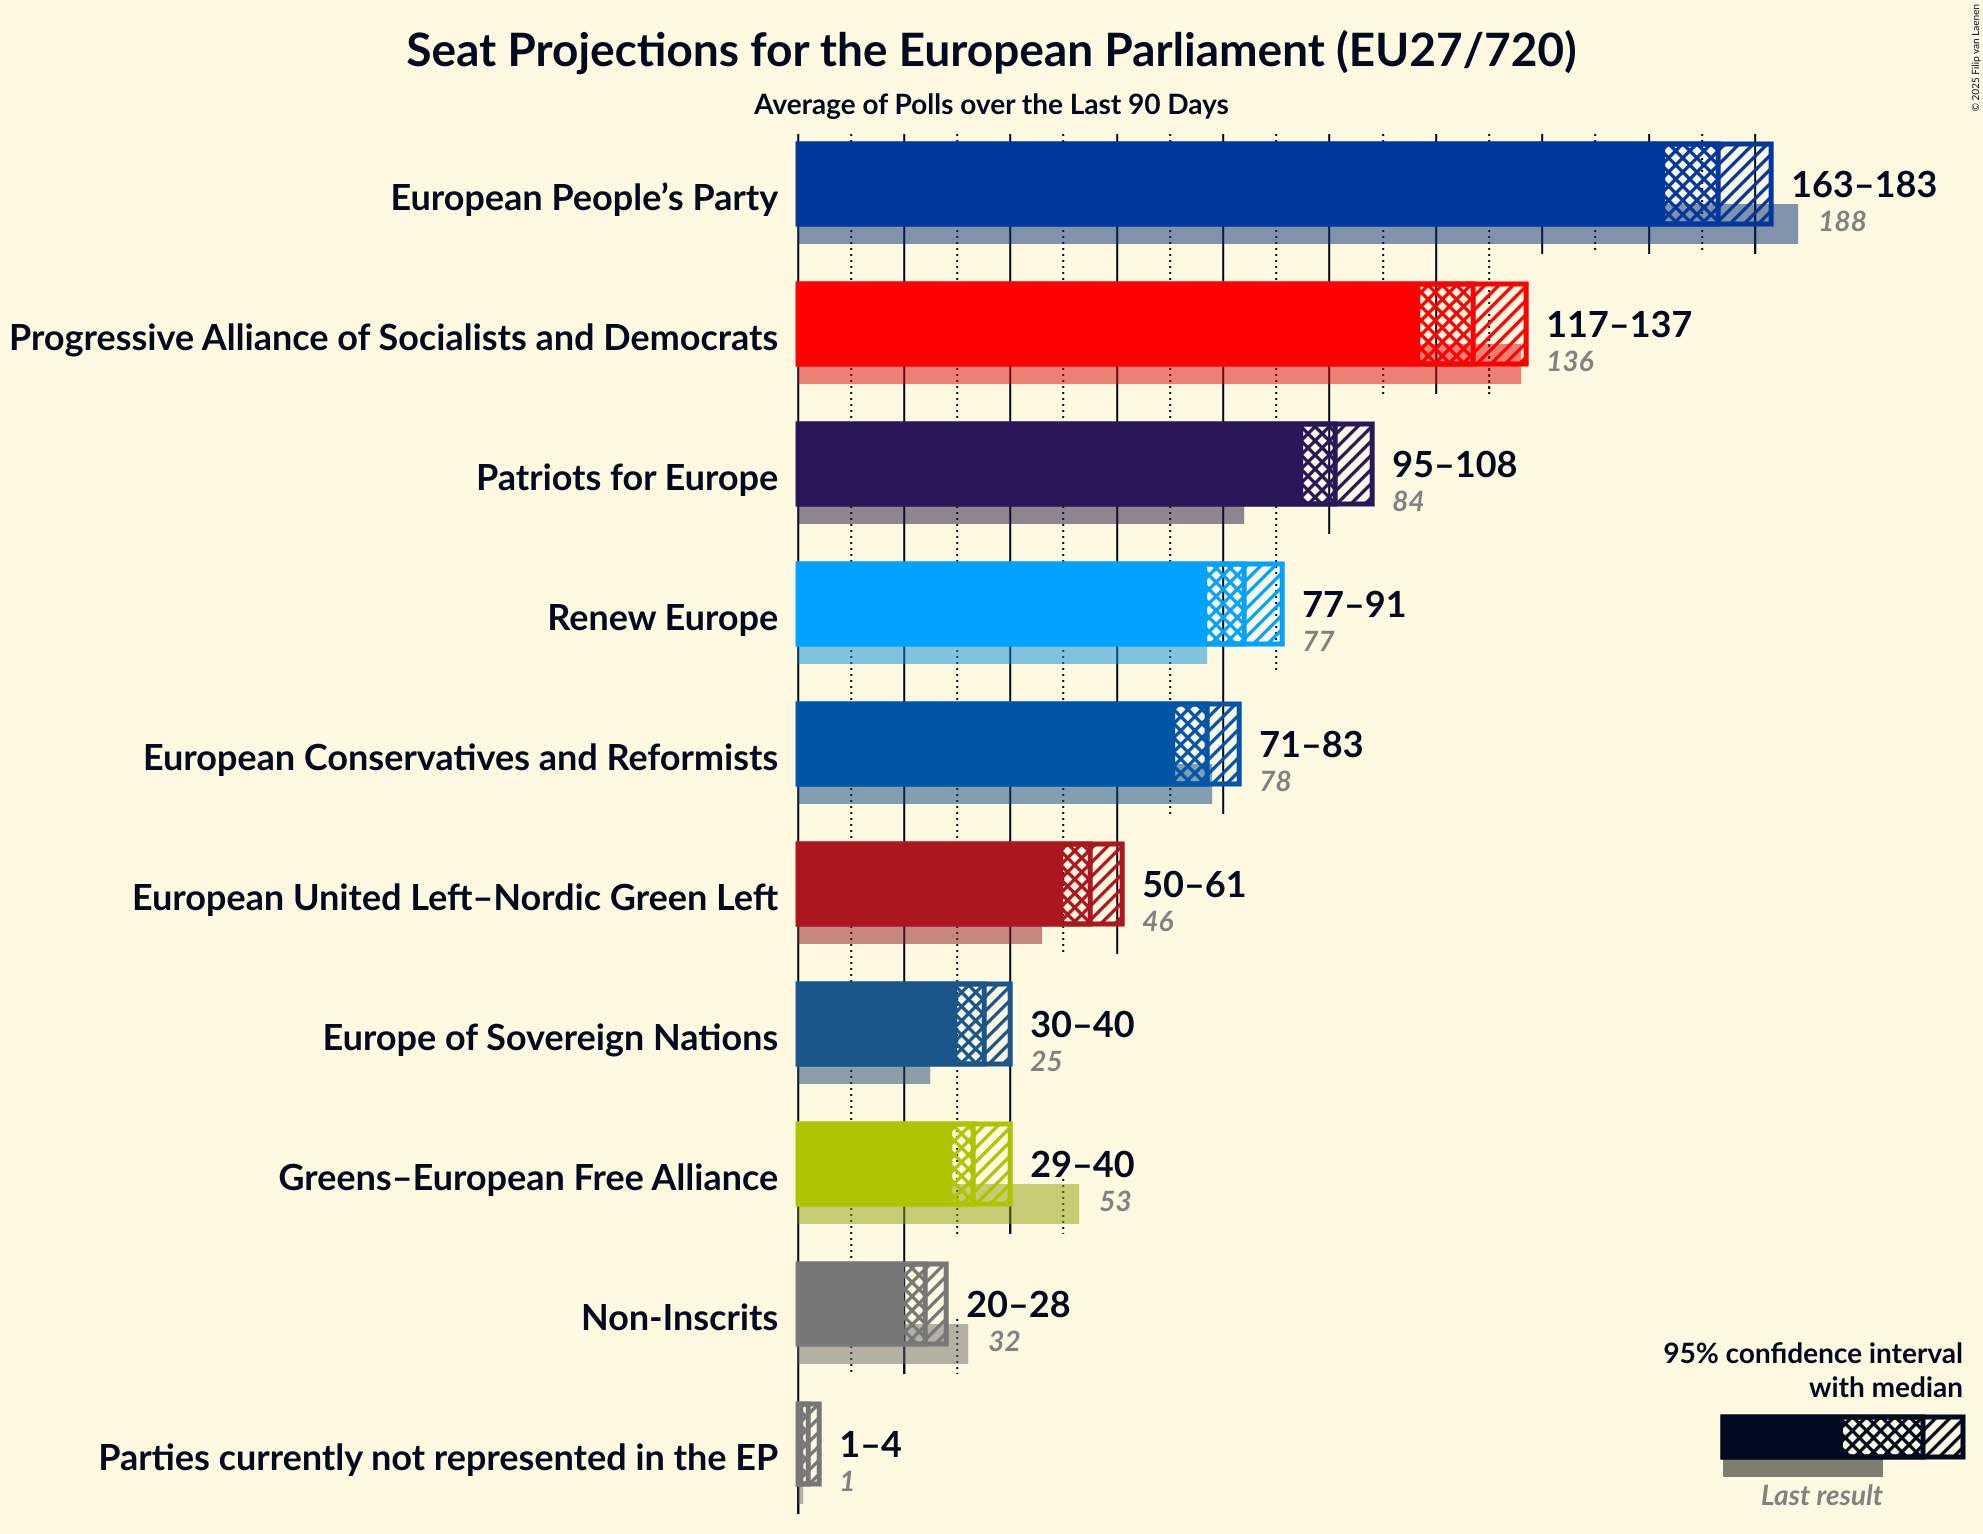 Seat Projections for the European Parliament (EU27/720)
Average of Polls over the Last 90 Days
© 2025 Filip van Laenen
European People’s Party
163–183
188
Progressive Alliance of Socialists and Democrats
117–137
136
Patriots for Europe
95–108
84
Renew Europe
77–91
77
European Conservatives and Reformists
71–83
78
European United Left–Nordic Green Left
50–61
46
Europe of Sovereign Nations
30–40
25
Greens–European Free Alliance
29–40
53
Non-Inscrits
20–28
32
Parties currently not represented in the EP
1–4
1
95% confidence interval
with median
Last result